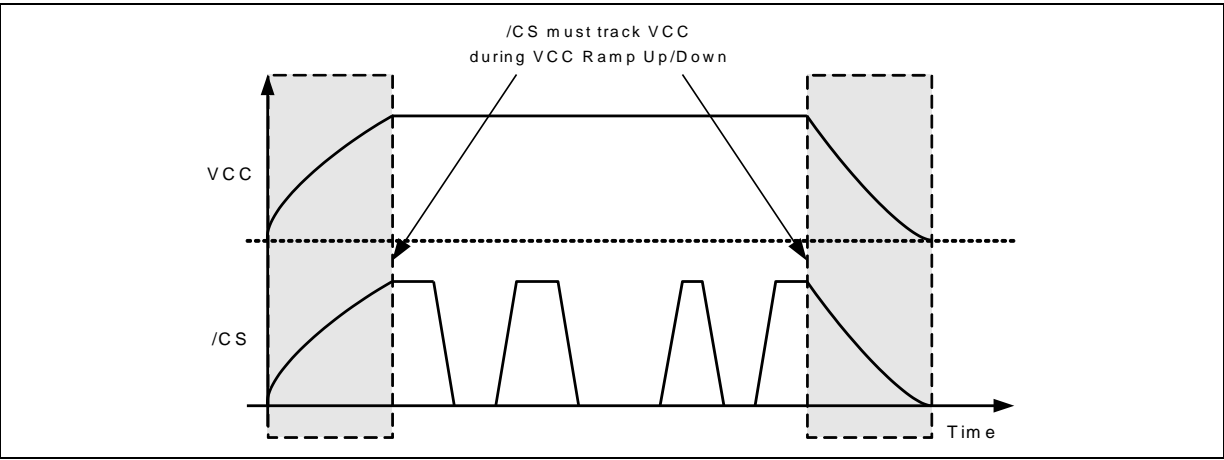 /CS must track VCC
during VCC Ramp Up/Down
VCC
/CS
Time